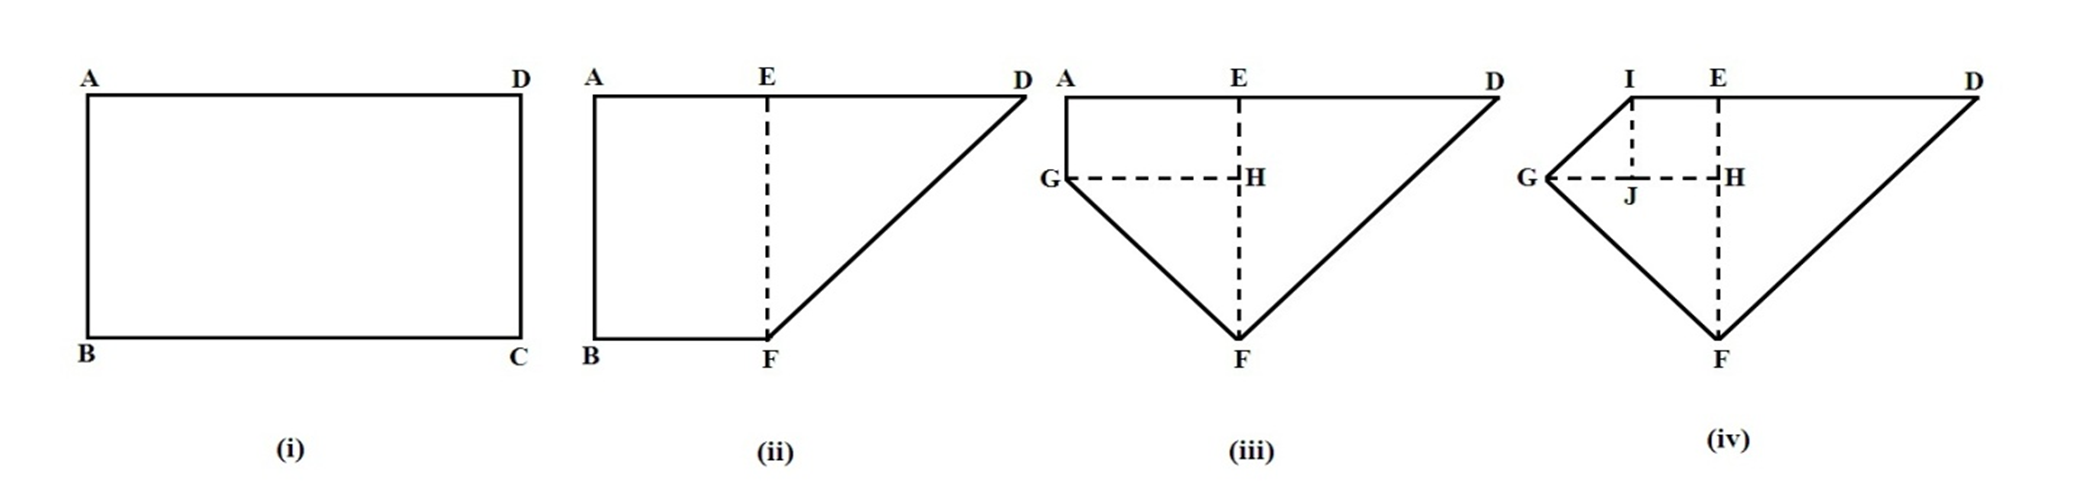 A D
B C
(i)
A E D
B F
(ii)
A E D
G H
F
(iii)
I E D
G J H
F
(iv)